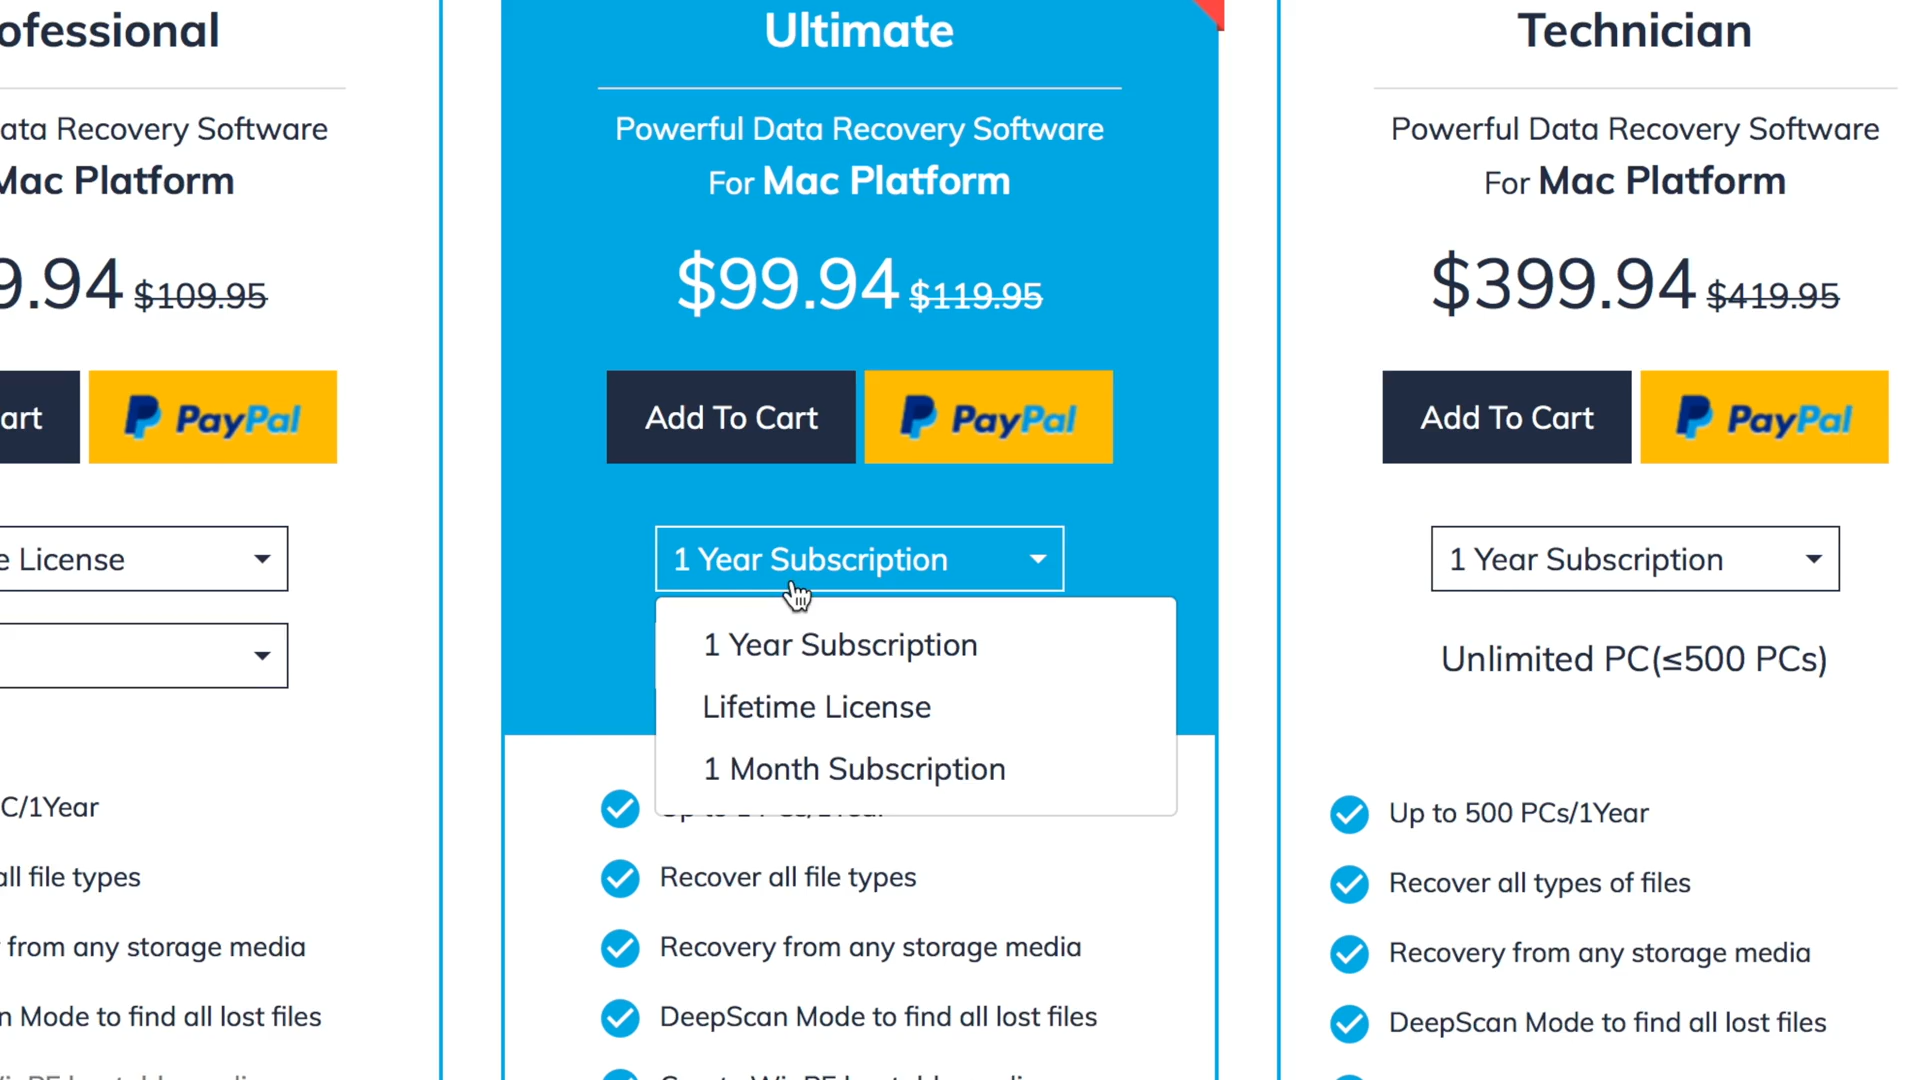 ofessional
ata Recovery Software
Mac Platform
9.94 $109.95
art
PayPal
e License
C/1Year
all file types
from any storage media
n Mode to find all lost files
Ultimate
Powerful Data Recovery Software
For Mac Platform
$99.94 $119.95
Add To Cart
PayPal
1 Year Subscription
1 Year Subscription
Lifetime License
1 Month Subscription
Recover all file types
Recovery from any storage media
DeepScan Mode to find all lost files
Technician
Powerful Data Recovery Software
For Mac Platform
$399.94 $419.95
Add To Cart
PayPal
1 Year Subscription
Unlimited PC(≤500 PCs)
Up to 500 PCs/1Year
Recover all types of files
Recovery from any storage media
DeepScan Mode to find all lost files